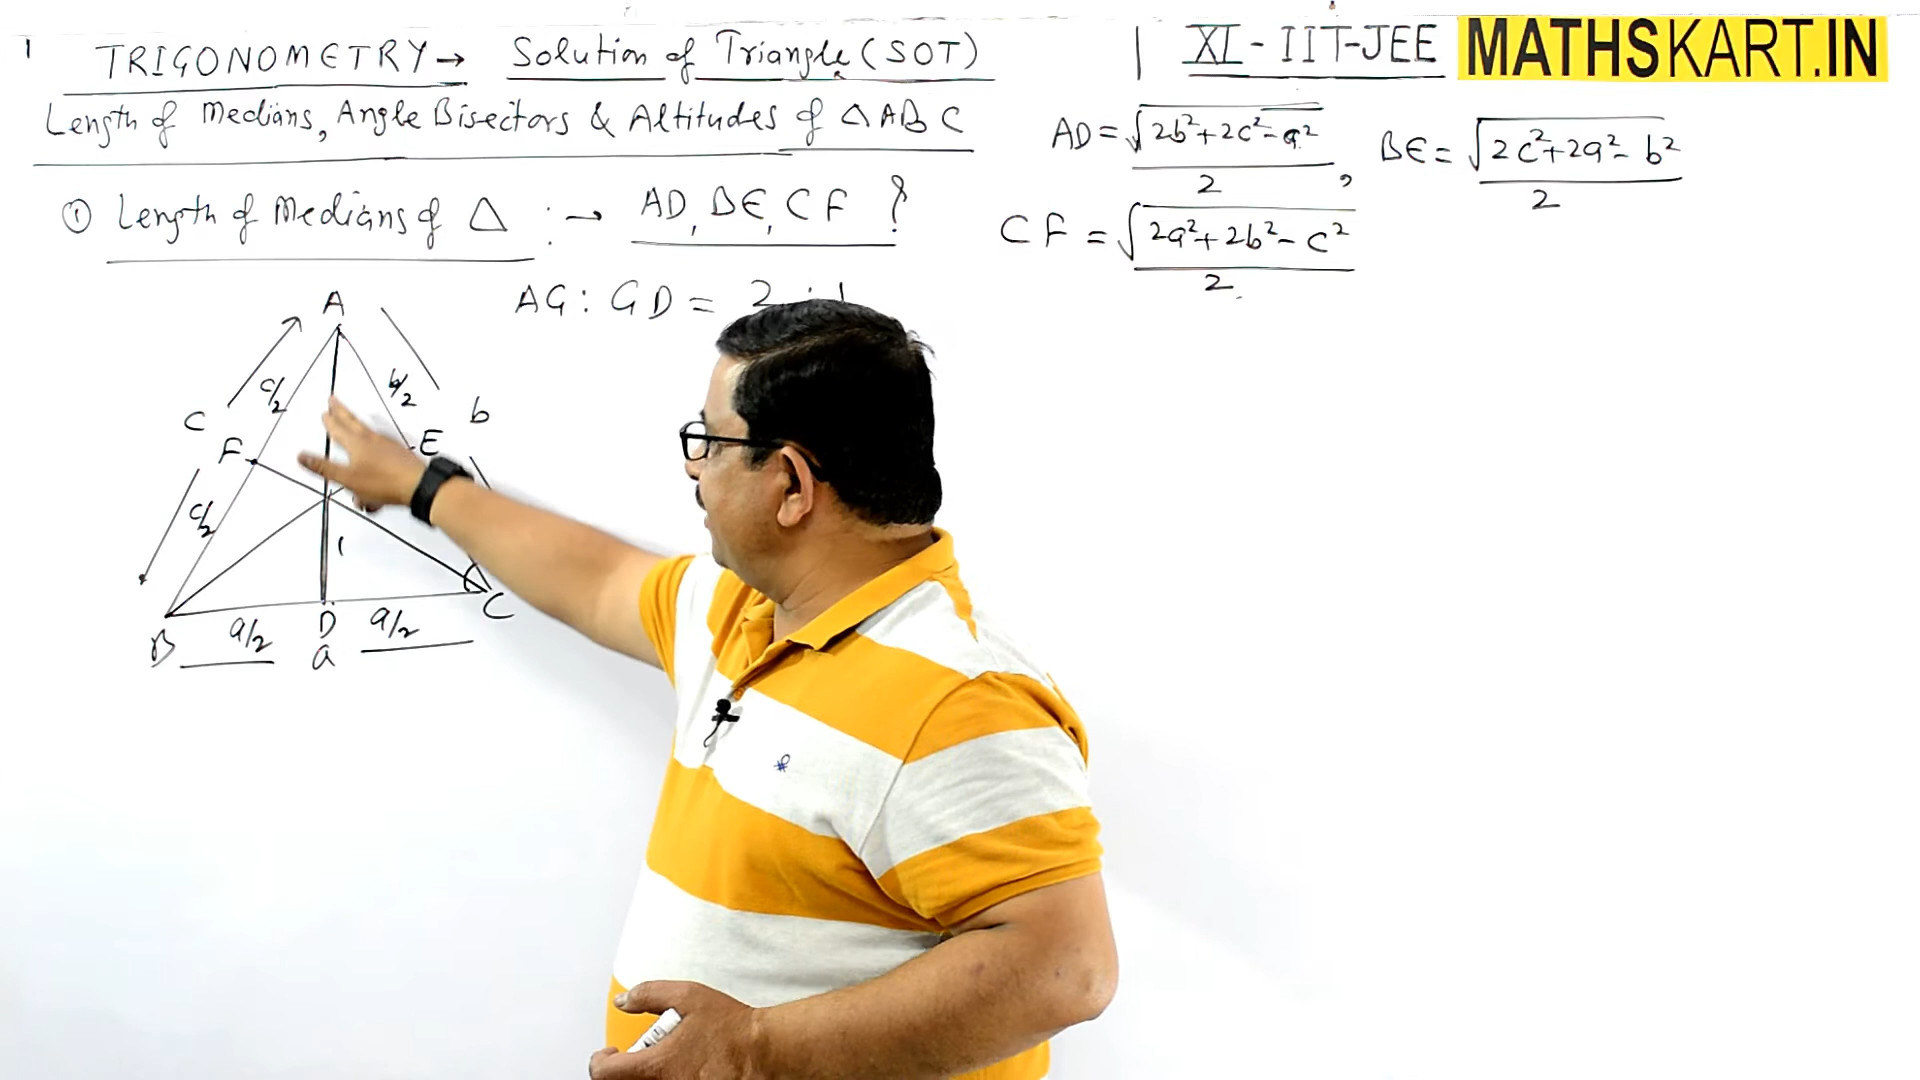 1 TRIGONOMETRY → Solution of Triangle (SOT) | XI - IIT-JEE MATHSKART.IN
Length of Medians, Angle Bisectors & Altitudes of △ABC
① Length of Medians of △ :→ AD, BE, CF ?
AG : GD = 2 : 1
AD = √(2b²+2c²-a²)/2 , BE = √(2c²+2a²-b²)/2
CF = √(2a²+2b²-c²)/2
A
c/2 b/2
C b
F E
c/2
1
B a/2 D a/2 C
a